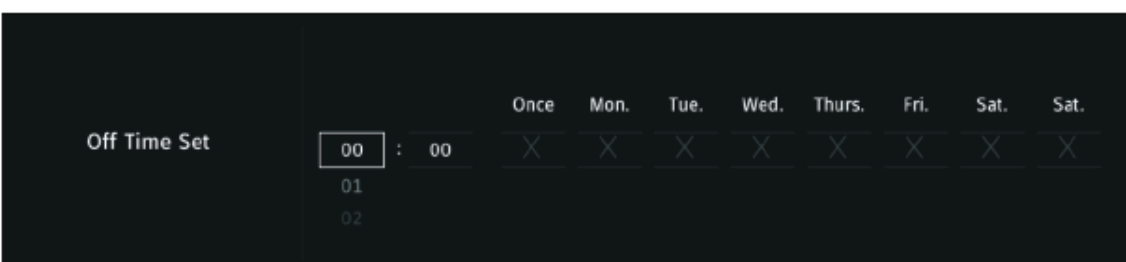 Once Mon. Tue. Wed. Thurs. Fri. Sat. Sat.
Off Time Set
00 : 00 X X X X X X X X
01
02